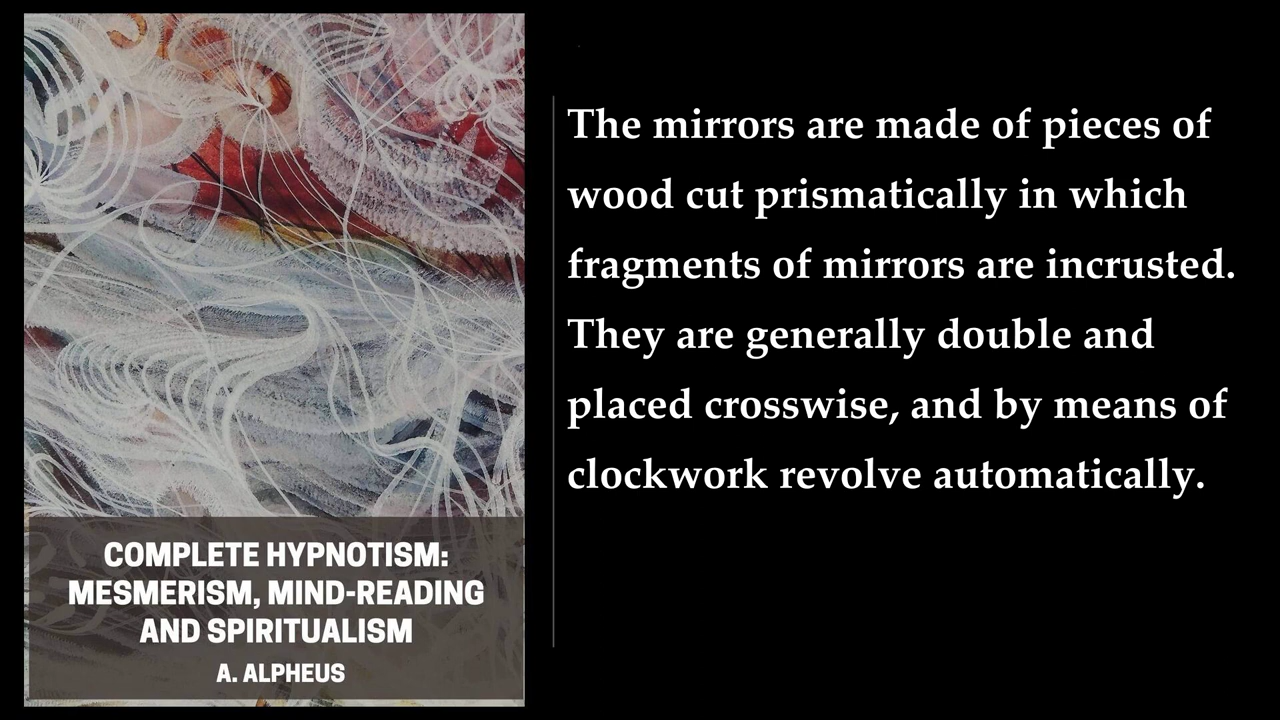 COMPLETE HYPNOTISM:
MESMERISM, MIND-READING
AND SPIRITUALISM
A. ALPHEUS
The mirrors are made of pieces of
wood cut prismatically in which
fragments of mirrors are incrusted.
They are generally double and
placed crosswise, and by means of
clockwork revolve automatically.